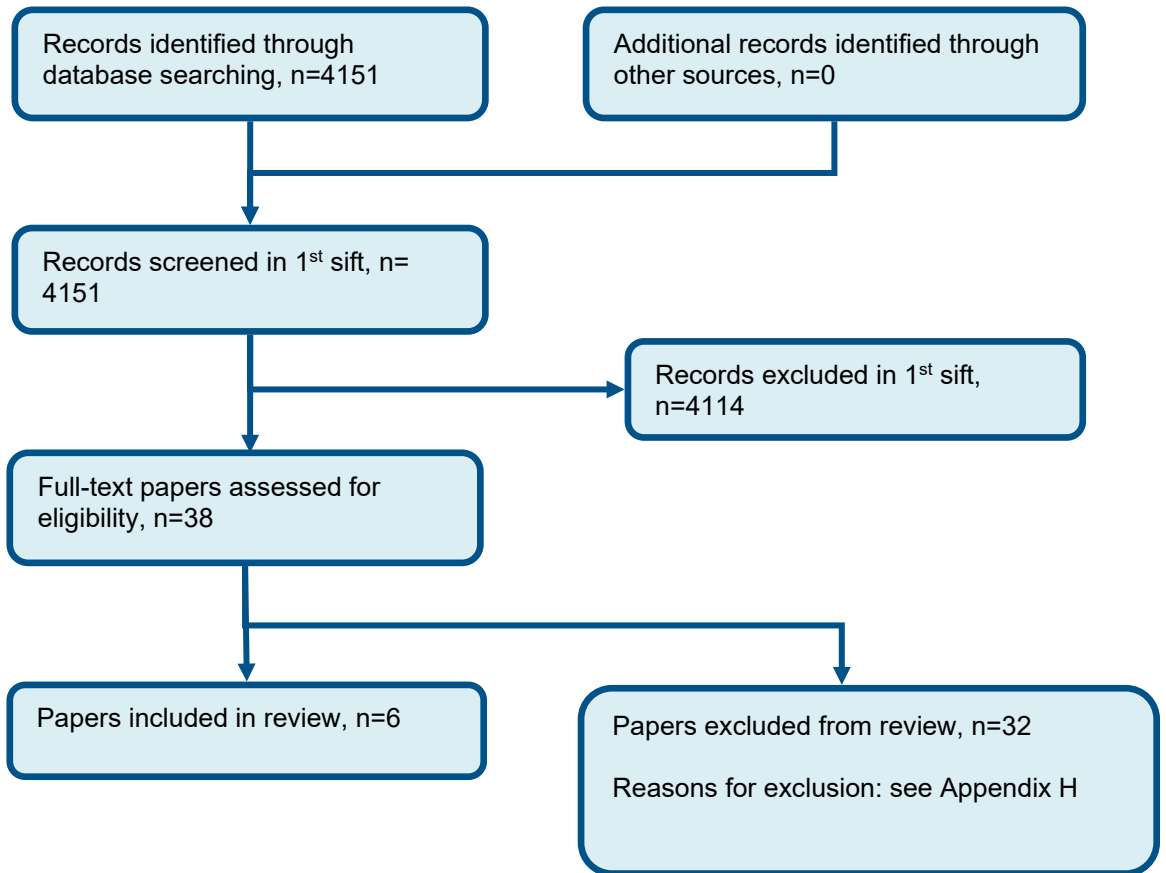 Records identified through
database searching, n=4151
Additional records identified through
other sources, n=0
Records screened in 1st sift, n=
4151
Records excluded in 1st sift,
n=4114
Full-text papers assessed for
eligibility, n=38
Papers included in review, n=6
Papers excluded from review, n=32
Reasons for exclusion: see Appendix H